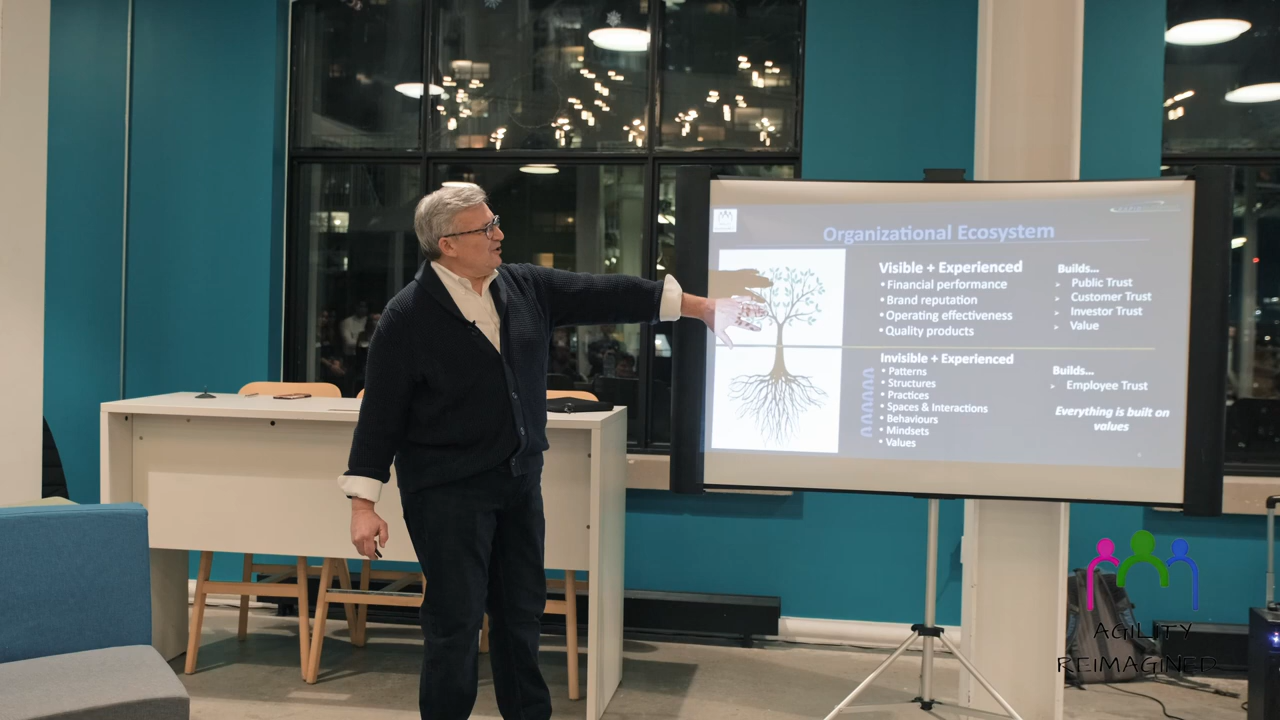 Organizational Ecosystem
Visible + Experienced
• Financial performance
• Brand reputation
• Operating effectiveness
• Quality products
Builds...
➤ Public Trust
➤ Customer Trust
➤ Investor Trust
➤ Value
Invisible + Experienced
• Patterns
• Structures
• Practices
• Spaces & Interactions
• Behaviours
• Mindsets
• Values
Builds...
➤ Employee Trust
Everything is built on
values
AGILITY
REIMAGINED